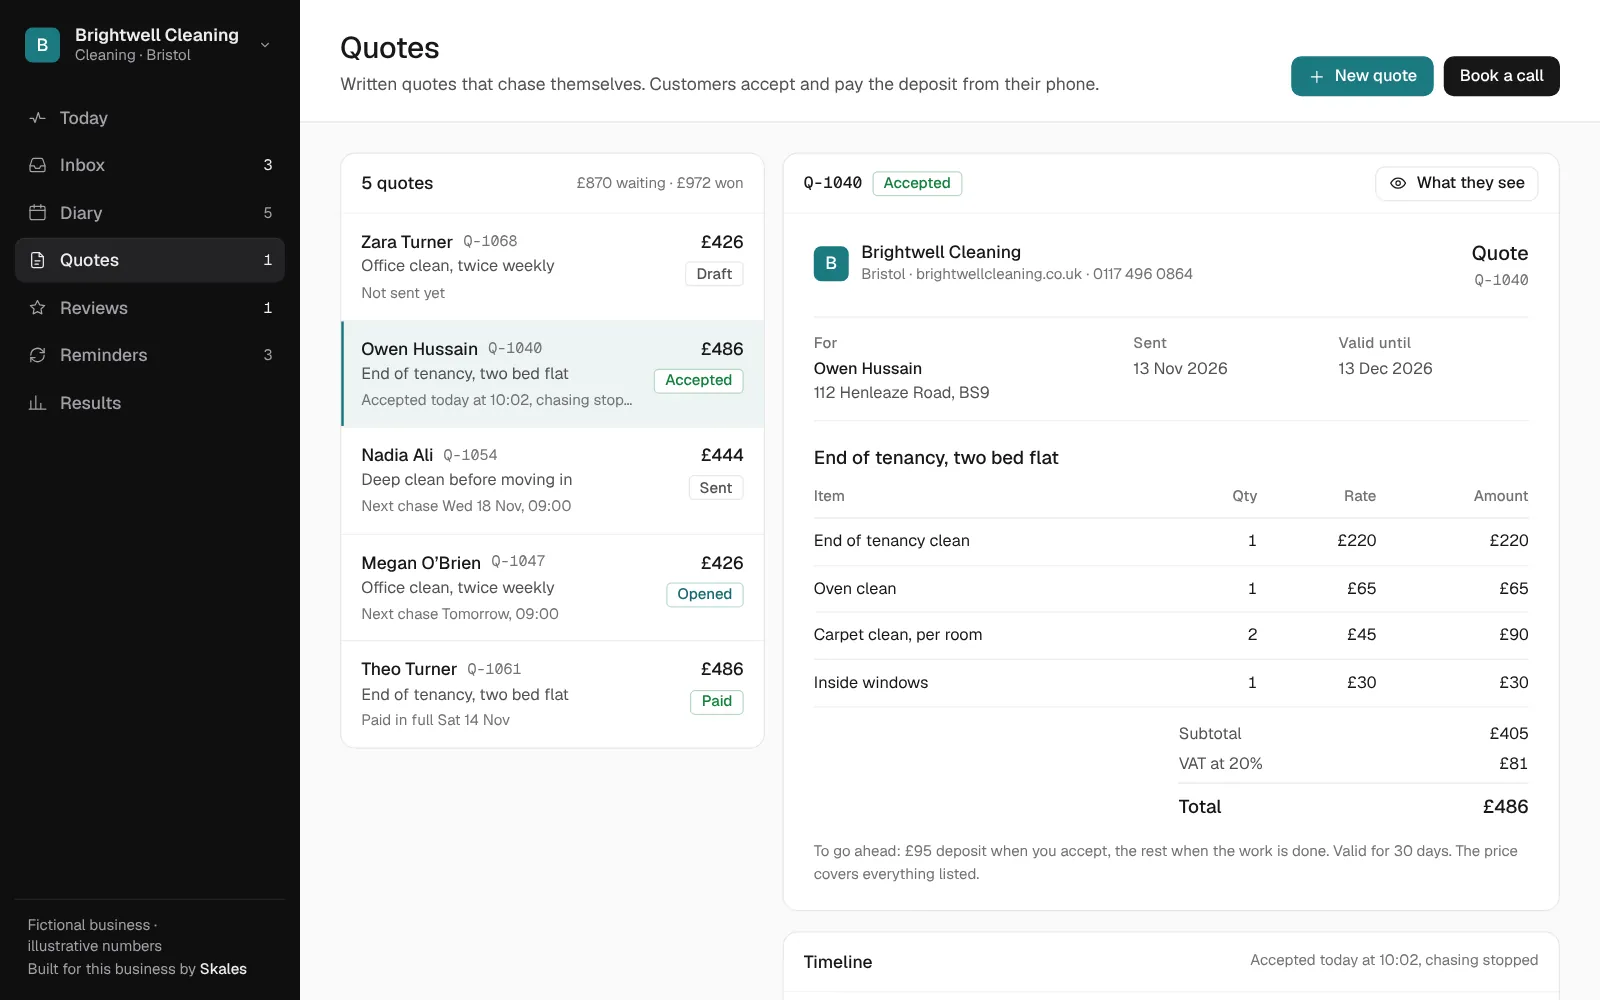 B
Brightwell Cleaning
Cleaning · Bristol
Today
Inbox 3
Diary 5
Quotes 1
Reviews 1
Reminders 3
Results
Fictional business ·
illustrative numbers
Built for this business by Skales
Quotes
Written quotes that chase themselves. Customers accept and pay the deposit from their phone.
New quote
Book a call
5 quotes £870 waiting · £972 won
Zara Turner Q-1068 £426
Office clean, twice weekly Draft
Not sent yet
Owen Hussain Q-1040 £486
End of tenancy, two bed flat Accepted
Accepted today at 10:02, chasing stop…
Nadia Ali Q-1054 £444
Deep clean before moving in Sent
Next chase Wed 18 Nov, 09:00
Megan O’Brien Q-1047 £426
Office clean, twice weekly Opened
Next chase Tomorrow, 09:00
Theo Turner Q-1061 £486
End of tenancy, two bed flat Paid
Paid in full Sat 14 Nov
Q-1040 Accepted What they see
B
Brightwell Cleaning Quote
Bristol · brightwellcleaning.co.uk · 0117 496 0864 Q-1040
For Sent Valid until
Owen Hussain 13 Nov 2026 13 Dec 2026
112 Henleaze Road, BS9
End of tenancy, two bed flat
Item Qty Rate Amount
End of tenancy clean 1 £220 £220
Oven clean 1 £65 £65
Carpet clean, per room 2 £45 £90
Inside windows 1 £30 £30
Subtotal £405
VAT at 20% £81
Total £486
To go ahead: £95 deposit when you accept, the rest when the work is done. Valid for 30 days. The price
covers everything listed.
Timeline Accepted today at 10:02, chasing stopped